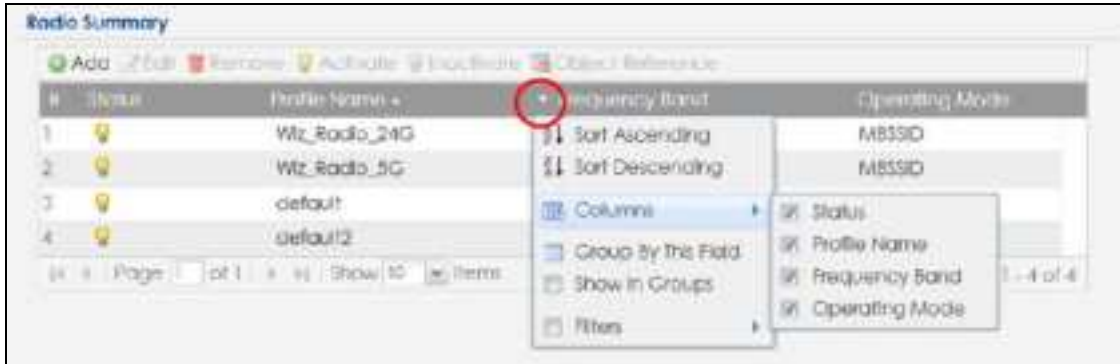 Radio Summary
Add Edit Remove Activate Inactivate Object Reference
# Status Profile Name Frequency Band Operating Mode
1 Wiz_Radio_24G MBSSID
2 Wiz_Radio_5G MBSSID
3 default
4 default2
Page 1 of 1 Show 10 items 1 - 4 of 4
Sort Ascending
Sort Descending
Columns
Group By This Field
Show in Groups
Filters
Status
Profile Name
Frequency Band
Operating Mode